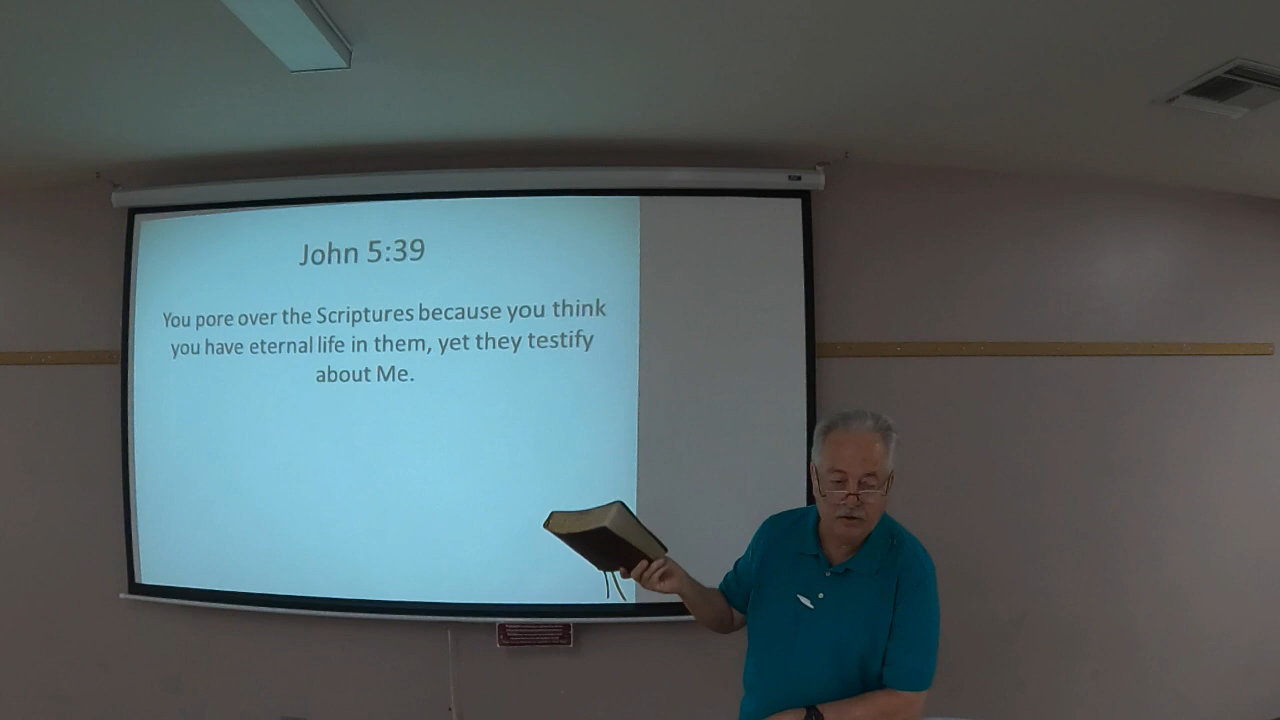 John 5:39
You pore over the Scriptures because you think
you have eternal life in them, yet they testify
about Me.